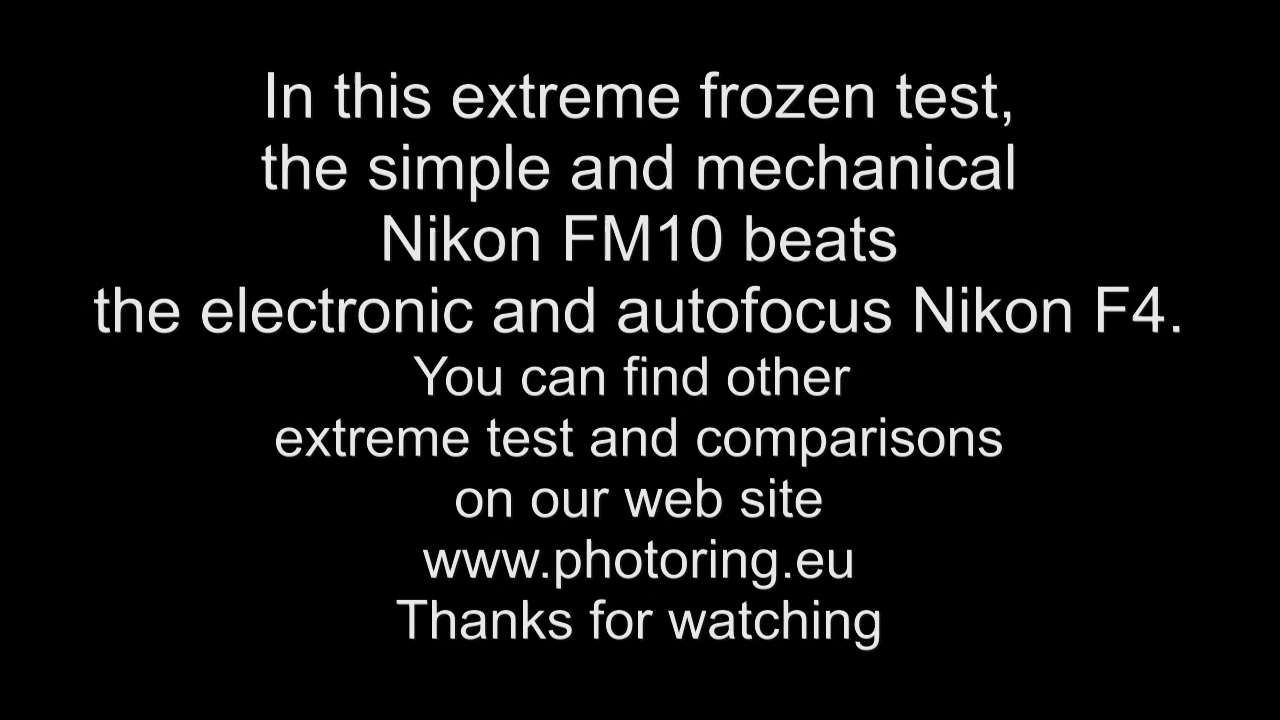 In this extreme frozen test,
the simple and mechanical
Nikon FM10 beats
the electronic and autofocus Nikon F4.
You can find other
extreme test and comparisons
on our web site
www.photoring.eu
Thanks for watching